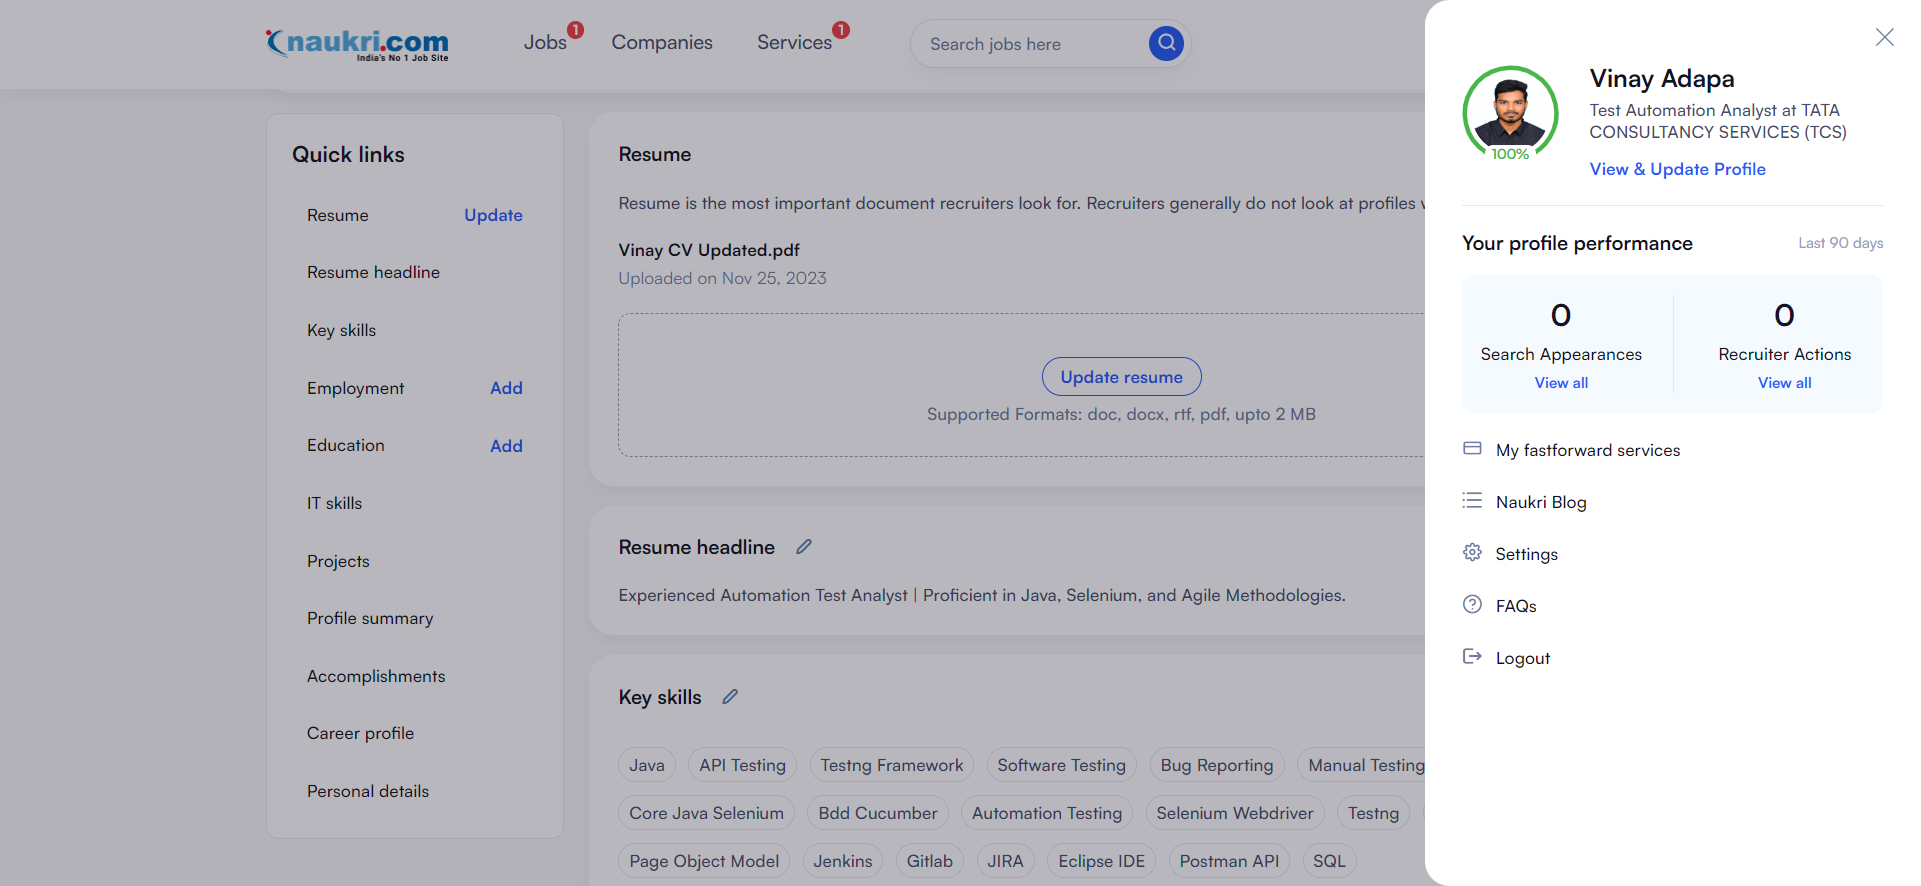 naukri.com
India's No 1 Job Site
Jobs 1
Companies
Services 1
Search jobs here
Quick links
Resume Update
Resume headline
Key skills
Employment Add
Education Add
IT skills
Projects
Profile summary
Accomplishments
Career profile
Personal details
Resume
Resume is the most important document recruiters look for. Recruiters generally do not look at profiles
Vinay CV Updated.pdf
Uploaded on Nov 25, 2023
Update resume
Supported Formats: doc, docx, rtf, pdf, upto 2 MB
Resume headline
Experienced Automation Test Analyst | Proficient in Java, Selenium, and Agile Methodologies.
Key skills
Java API Testing Testng Framework Software Testing Bug Reporting Manual Testing
Core Java Selenium Bdd Cucumber Automation Testing Selenium Webdriver Testng
Page Object Model Jenkins Gitlab JIRA Eclipse IDE Postman API SQL
100%
Vinay Adapa
Test Automation Analyst at TATA
CONSULTANCY SERVICES (TCS)
View & Update Profile
Your profile performance Last 90 days
0 0
Search Appearances Recruiter Actions
View all View all
My fastforward services
Naukri Blog
Settings
FAQs
Logout